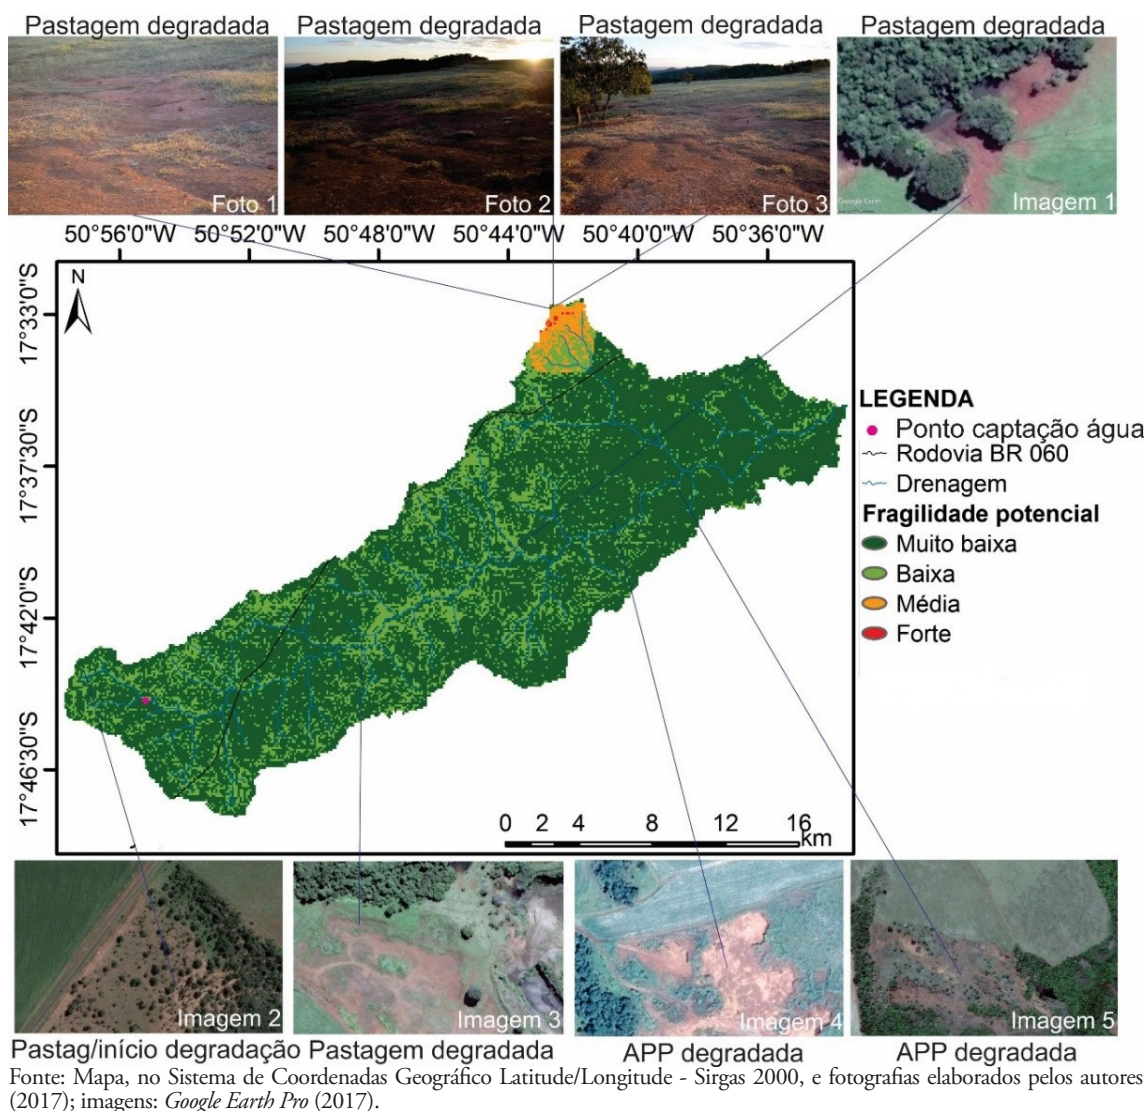 Pastagem degradada Pastagem degradada Pastagem degradada Pastagem degradada
Foto 1 Foto 2 Foto 3 Google Earth Imagem 1
50°56'0"W 50°52'0"W 50°48'0"W 50°44'0"W 50°40'0"W 50°36'0"W
N
17°33'0"S
17°37'30"S
17°42'0"S
17°46'30"S
LEGENDA
Ponto captação água
Rodovia BR 060
Drenagem
Fragilidade potencial
Muito baixa
Baixa
Média
Forte
0 2 4 8 12 16
km
Imagem 2 Imagem 3 Imagem 4 Imagem 5
Pastag/início degradação Pastagem degradada APP degradada APP degradada
Fonte: Mapa, no Sistema de Coordenadas Geográfico Latitude/Longitude - Sirgas 2000, e fotografias elaborados pelos autores
(2017); imagens: Google Earth Pro (2017).